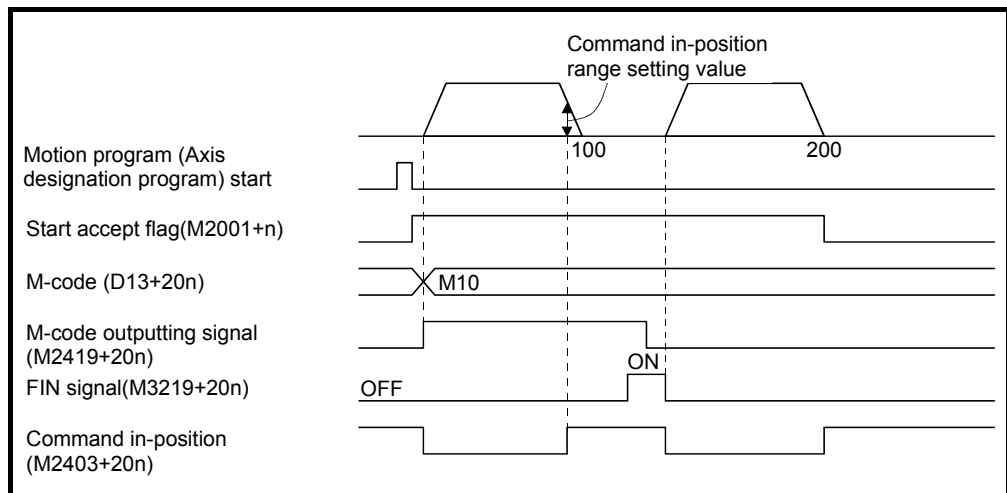 Command in-position
range setting value
100
200
Motion program (Axis
designation program) start
Start accept flag(M2001+n)
M-code (D13+20n)
M10
M-code outputting signal
(M2419+20n)
ON
FIN signal(M3219+20n)
OFF
Command in-position
(M2403+20n)